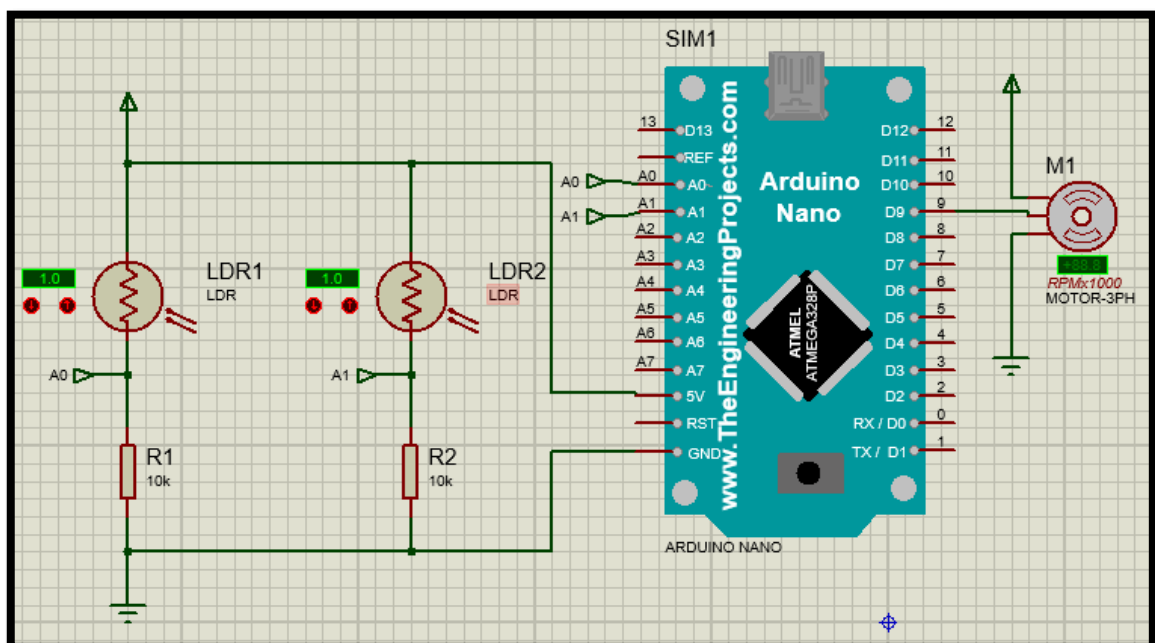 SIM1
13
D13
REF
A0
A0
A0
A1
A1
A1
A2
A2
A3
A3
A4
A4
A5
A5
A6
A6
A7
A7
5V
RST
GND
www.TheEngineeringProjects.com
Arduino
Nano
ATMEL
ATMEGA328P
D12
12
D11
11
D10
10
D9
9
D8
8
D7
7
D6
6
D5
5
D4
4
D3
3
D2
2
RX / D0
0
TX / D1
1
ARDUINO NANO
M1
+88.8
RPMx1000
MOTOR-3PH
1.0
LDR1
LDR
1.0
LDR2
LDR
A0
A1
R1
10k
R2
10k